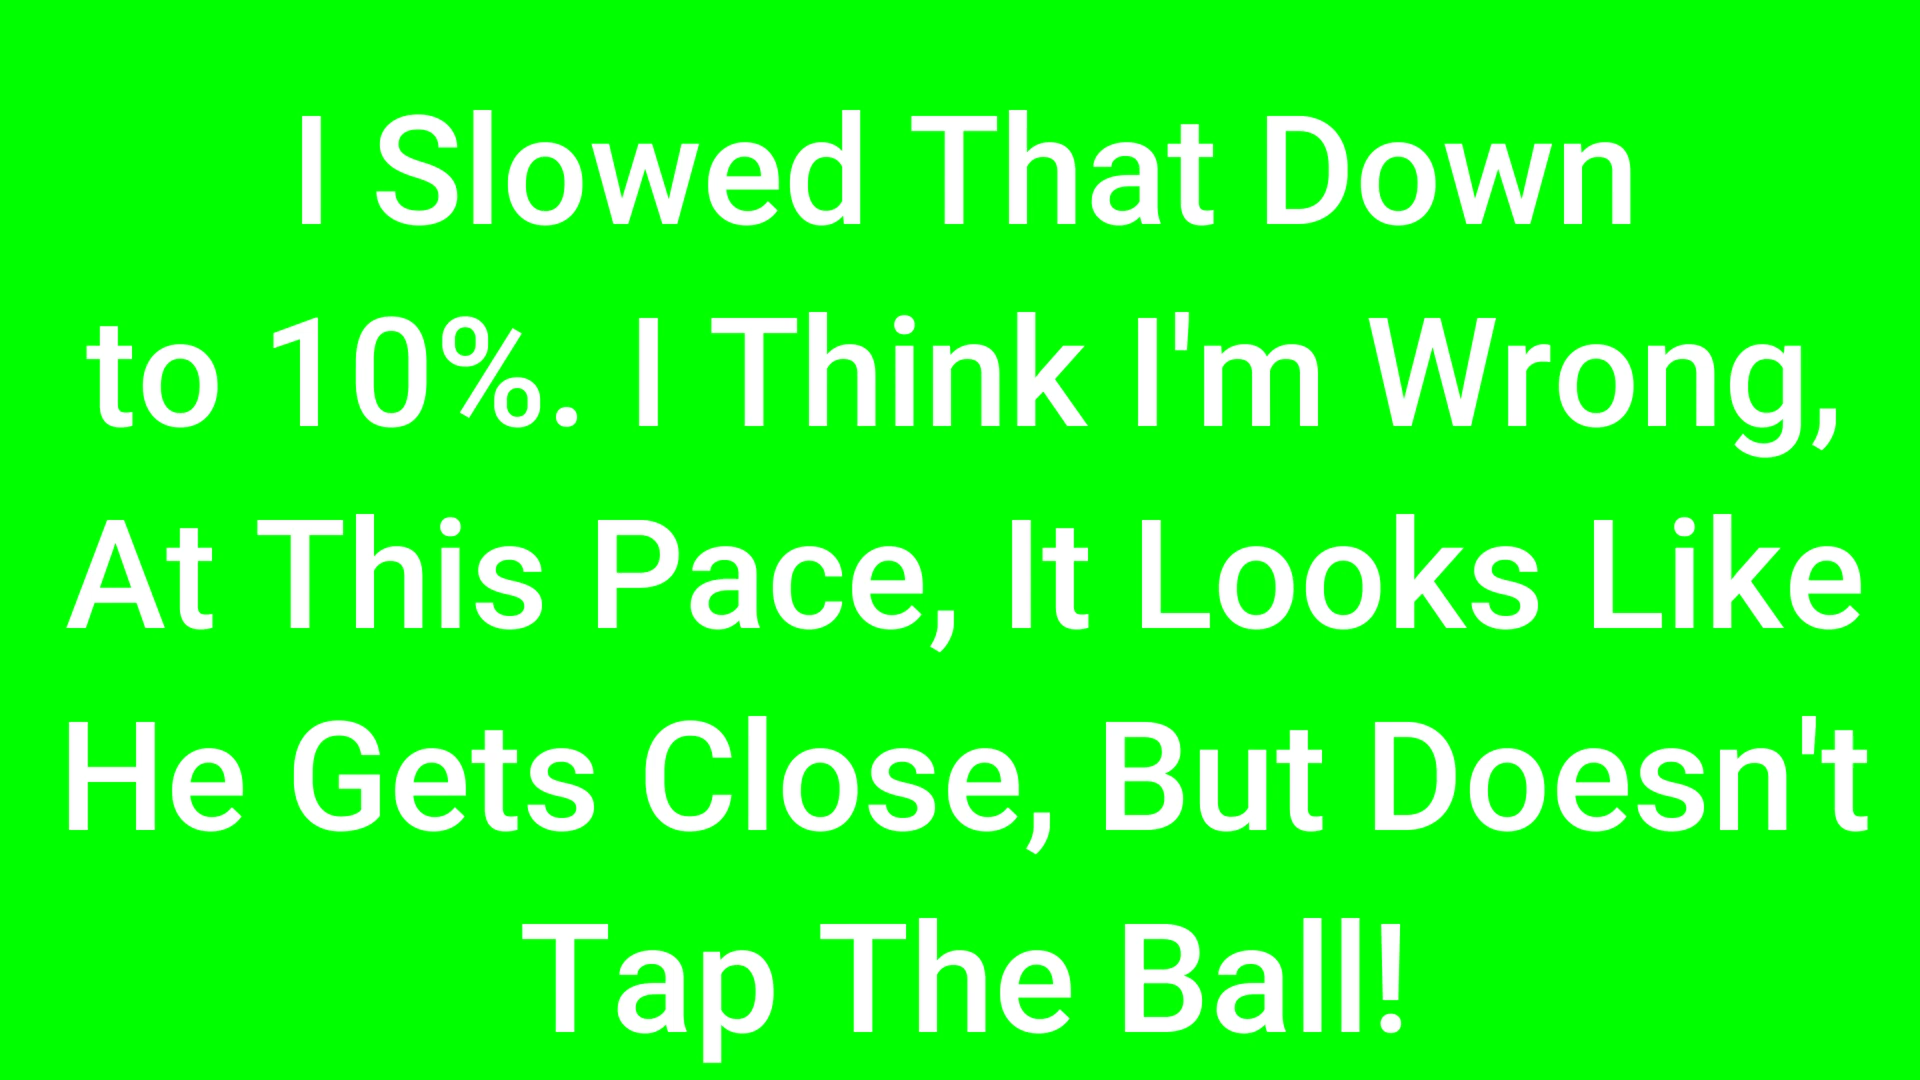 I Slowed That Down
to 10%. I Think I'm Wrong,
At This Pace, It Looks Like
He Gets Close, But Doesn't
Tap The Ball!